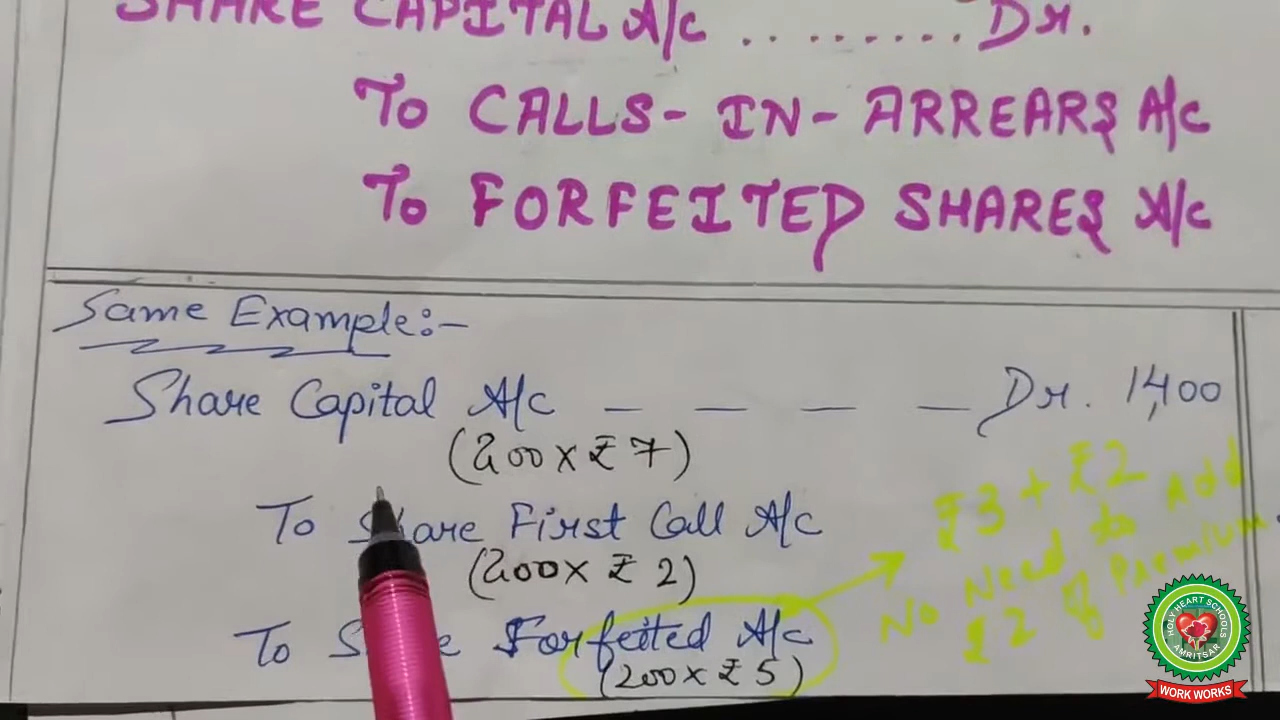 SHARE CAPITAL A/c ......... Dr.
To CALLS-IN-ARREARS A/c
To FORFEITED SHARES A/c
Same Example:-
Share Capital A/c — — — — Dr. 1,400
(200 x ₹ 7)
To Share First Call A/c
(200 x ₹ 2)
To Forfeited A/c
(200 x ₹ 5)
₹3 + ₹2
No Need to Add
₹2 of Premium.
HOLY HEART SCHOOLS
AMRITSAR
WORK WORKS